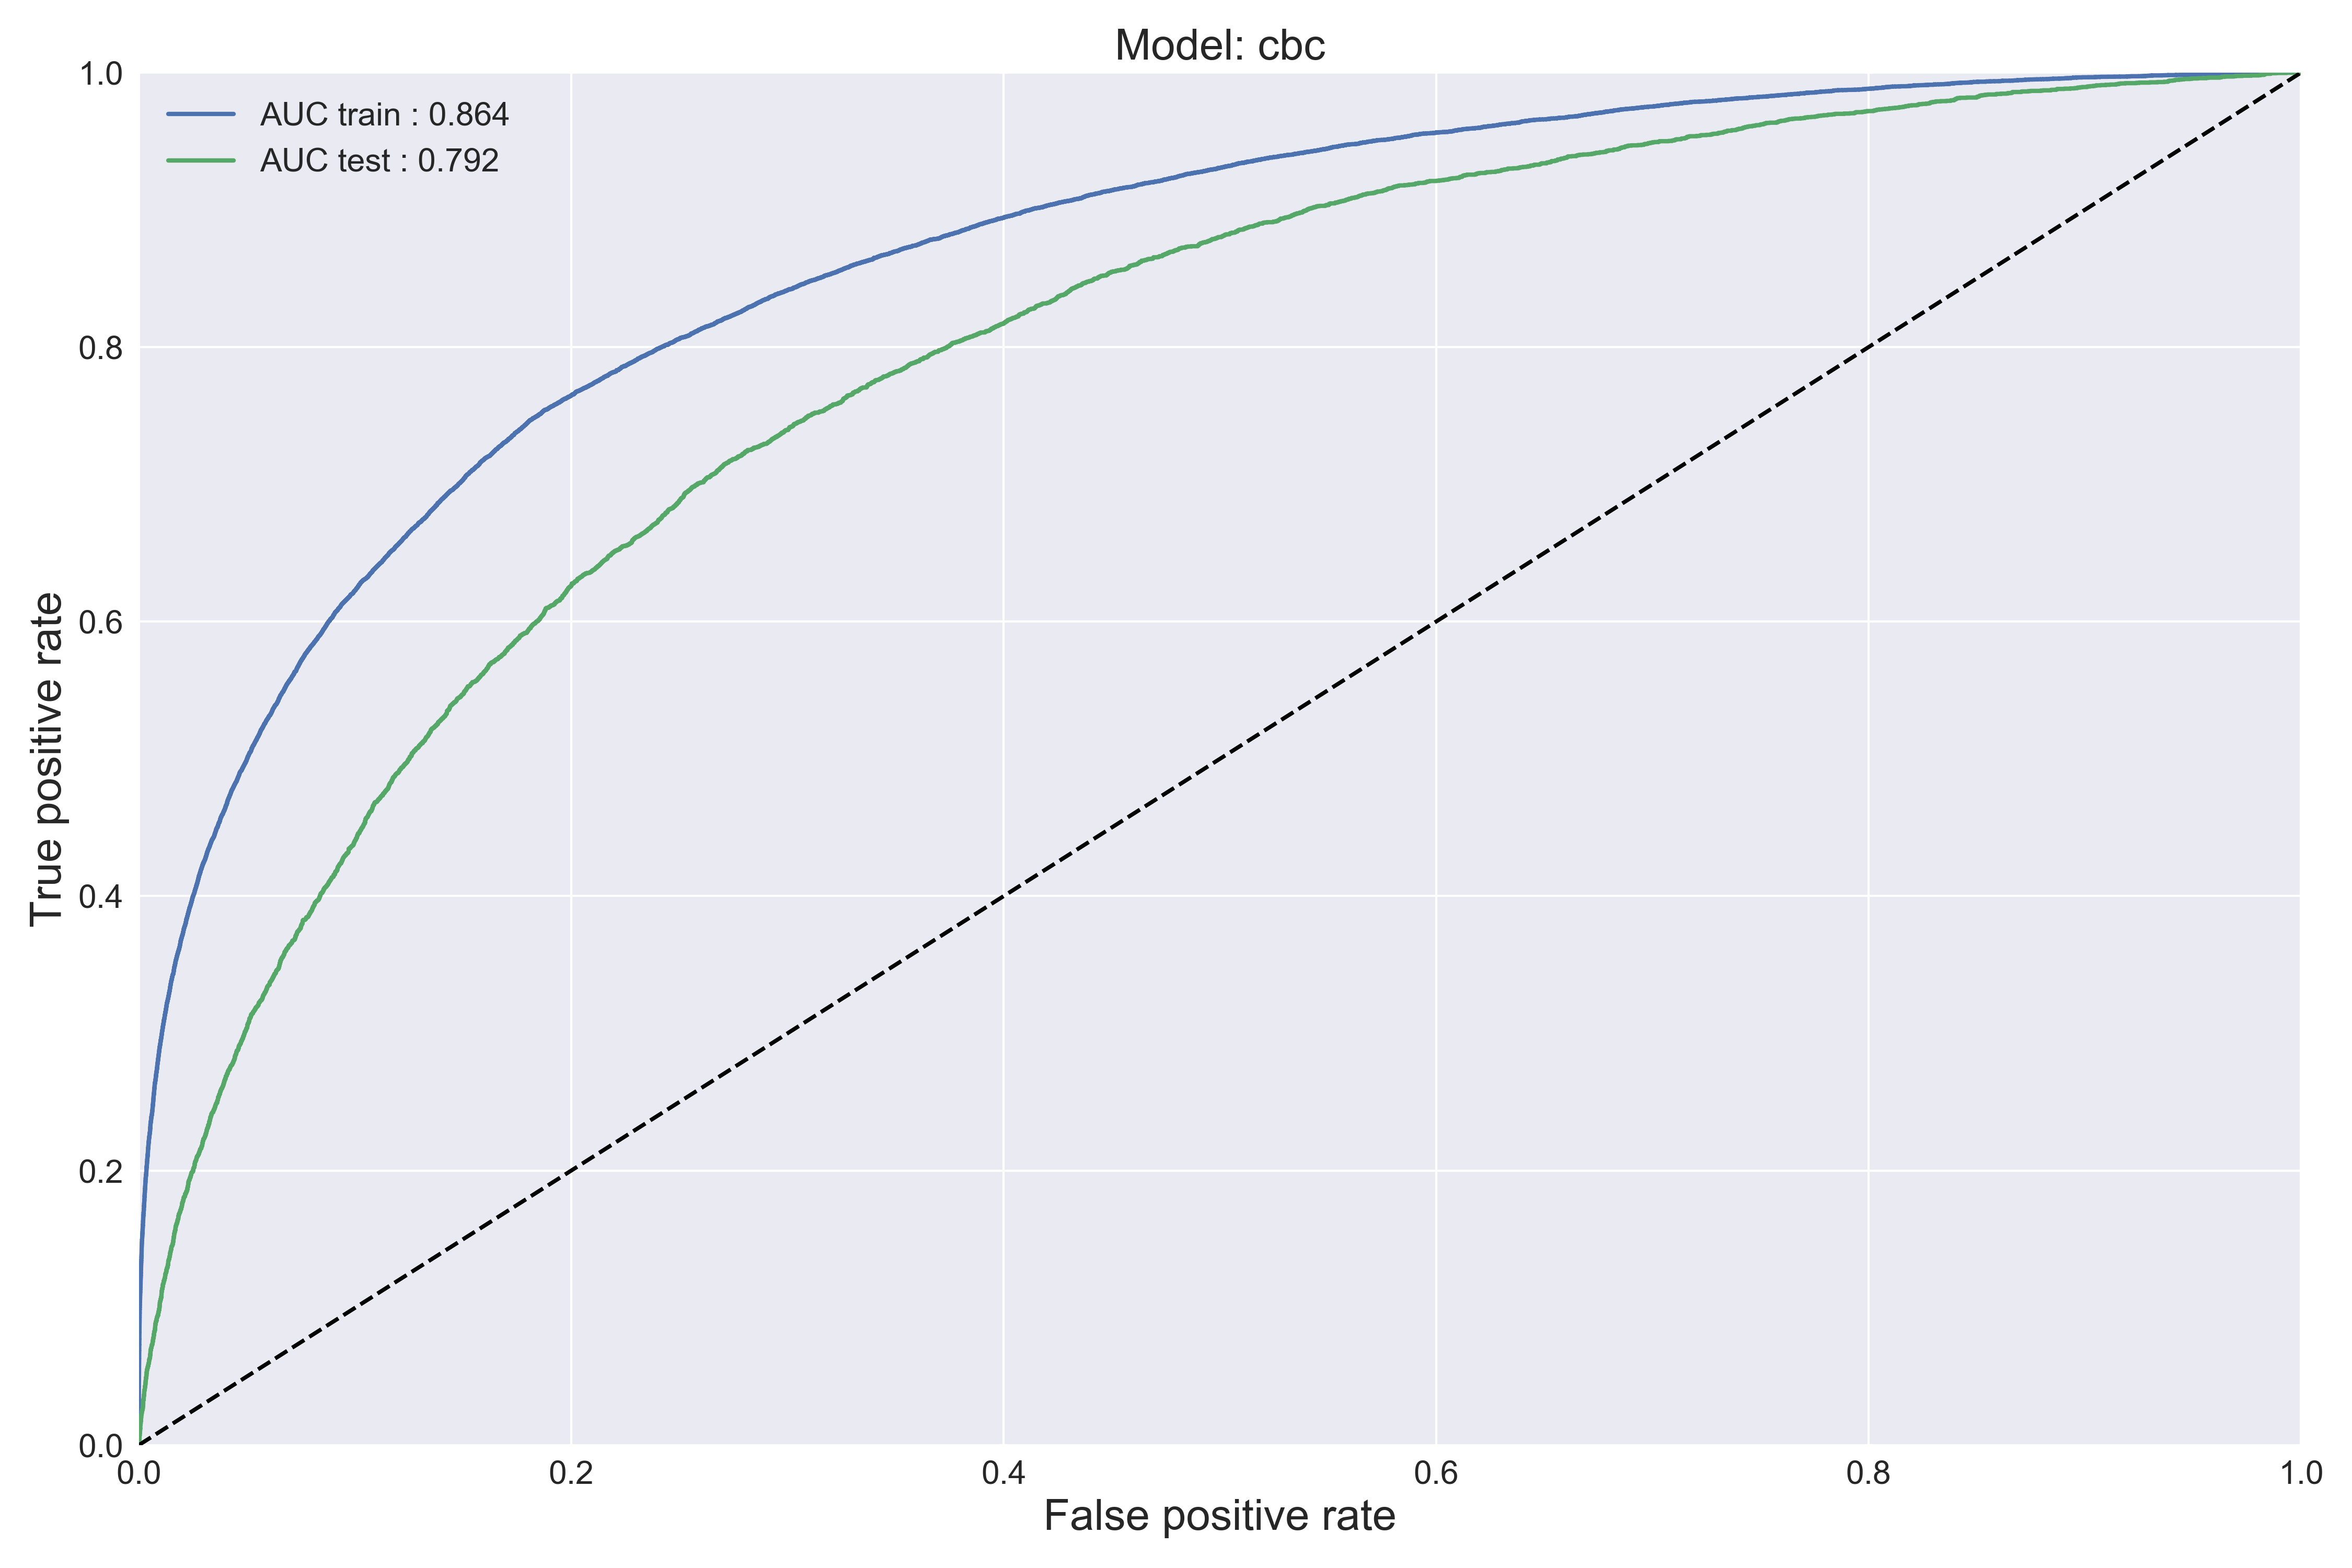 Model: cbc
AUC train : 0.864
AUC test : 0.792
1.0
0.8
0.6
0.4
0.2
0.0
True positive rate
0.0 0.2 0.4 0.6 0.8 1.0
False positive rate